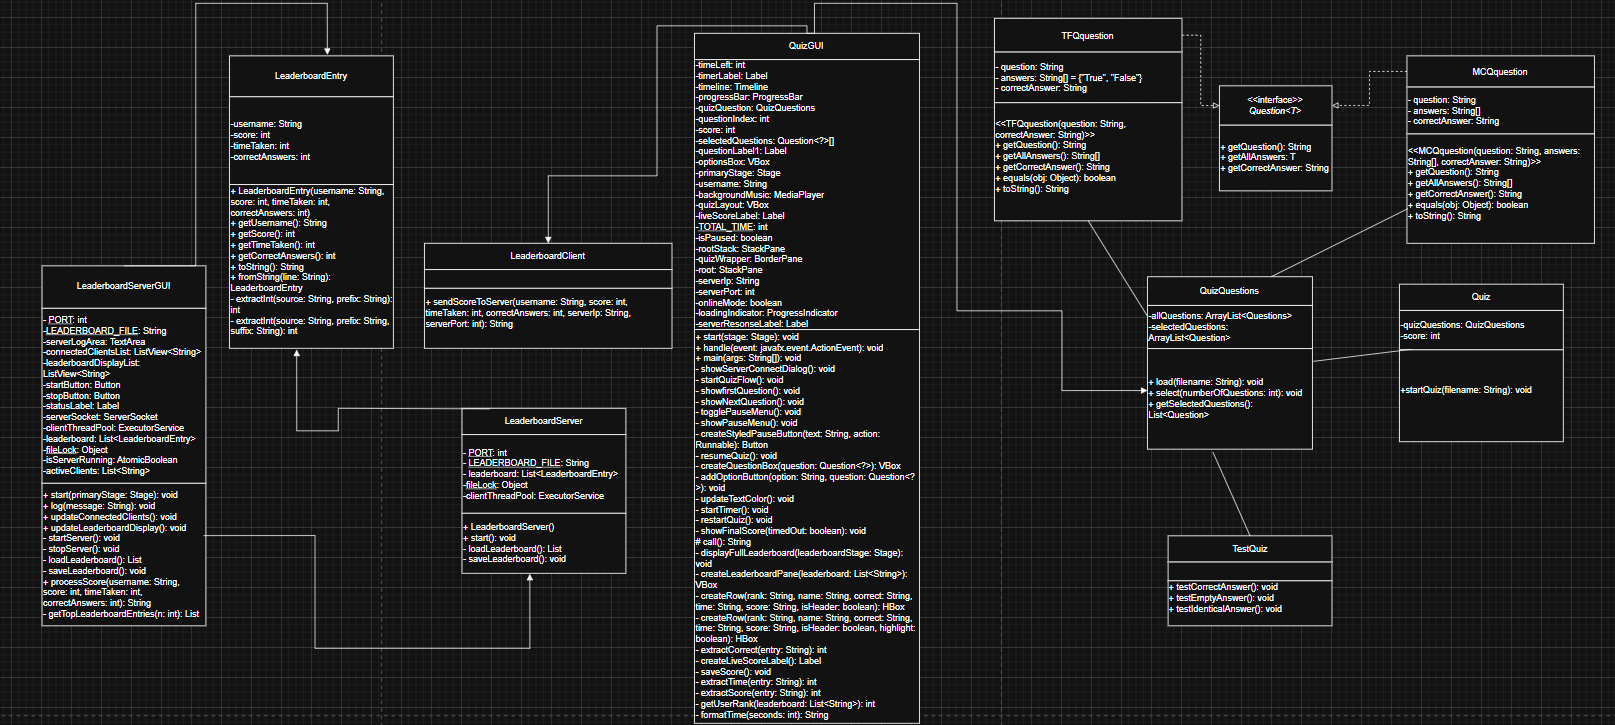 LeaderboardEntry
-username: String
-score: int
-timeTaken: int
-correctAnswers: int
+ LeaderboardEntry(username: String,
score: int, timeTaken: int,
correctAnswers: int)
+ getUsername(): String
+ getScore(): int
+ getTimeTaken(): int
+ getCorrectAnswers(): int
+ toString(): String
+ fromString(line: String):
LeaderboardEntry
- extractInt(source: String, prefix: String):
int
- extractInt(source: String, prefix: String,
suffix: String): int
LeaderboardServerGUI
- PORT: int
-LEADERBOARD_FILE: String
-serverLogArea: TextArea
-connectedClientsList: ListView<String>
-leaderboardDisplayList:
ListView<String>
-startButton: Button
-stopButton: Button
-statusLabel: Label
-serverSocket: ServerSocket
-clientThreadPool: ExecutorService
-leaderboard: List<LeaderboardEntry>
-fileLock: Object
-isServerRunning: AtomicBoolean
-activeClients: List<String>
+ start(primaryStage: Stage): void
+ log(message: String): void
+ updateConnectedClients(): void
+ updateLeaderboardDisplay(): void
- startServer(): void
- stopServer(): void
- loadLeaderboard(): List
- saveLeaderboard(): void
+ processScore(username: String,
score: int, timeTaken: int,
correctAnswers: int): String
- getTopLeaderboardEntries(n: int): List
LeaderboardClient
+ sendScoreToServer(username: String, score: int,
timeTaken: int, correctAnswers: int, serverIp: String,
serverPort: int): String
LeaderboardServer
- PORT: int
- LEADERBOARD_FILE: String
- leaderboard: List<LeaderboardEntry>
-fileLock: Object
-clientThreadPool: ExecutorService
+ LeaderboardServer()
+ start(): void
- loadLeaderboard(): List
- saveLeaderboard(): void
QuizGUI
-timeLeft: int
-timerLabel: Label
-timeline: Timeline
-progressBar: ProgressBar
-quizQuestion: QuizQuestions
-questionIndex: int
-score: int
-selectedQuestions: Question<?>[]
-questionLabel1: Label
-optionsBox: VBox
-primaryStage: Stage
-username: String
-backgroundMusic: MediaPlayer
-quizLayout: VBox
-liveScoreLabel: Label
-TOTAL_TIME: int
-isPaused: boolean
-rootStack: StackPane
-quizWrapper: BorderPane
-root: StackPane
-serverIp: String
-serverPort: int
-onlineMode: boolean
-loadingIndicator: ProgressIndicator
-serverResonseLabel: Label
+ start(stage: Stage): void
+ handle(event: javafx.event.ActionEvent): void
+ main(args: String[]): void
- showServerConnectDialog(): void
- startQuizFlow(): void
- showfirstQuestion(): void
- showNextQuestion(): void
- togglePauseMenu(): void
- showPauseMenu(): void
- createStyledPauseButton(text: String, action:
Runnable): Button
- resumeQuiz(): void
- createQuestionBox(question: Question<?>): VBox
- addOptionButton(option: String, question: Question<?
>): void
- updateTextColor(): void
- startTimer(): void
- restartQuiz(): void
- showFinalScore(timedOut: boolean): void
# call(): String
- displayFullLeaderboard(leaderboardStage: Stage):
void
- createLeaderboardPane(leaderboard: List<String>):
VBox
- createRow(rank: String, name: String, correct: String,
time: String, score: String, isHeader: boolean): HBox
- createRow(rank: String, name: String, correct: String,
time: String, score: String, isHeader: boolean, highlight:
boolean): HBox
- extractCorrect(entry: String): int
- createLiveScoreLabel(): Label
- saveScore(): void
- extractTime(entry: String): int
- extractScore(entry: String): int
- getUserRank(leaderboard: List<String>): int
- formatTime(seconds: int): String
TFQquestion
- question: String
- answers: String[] = {"True", "False"}
- correctAnswer: String
<<TFQquestion(question: String,
correctAnswer: String)>>
+ getQuestion(): String
+ getAllAnswers(): String[]
+ getCorrectAnswer(): String
+ equals(obj: Object): boolean
+ toString(): String
<<interface>>
Question<T>
+ getQuestion(): String
+ getAllAnswers: T
+ getCorrectAnswer: String
MCQquestion
- question: String
- answers: String[]
- correctAnswer: String
<<MCQquestion(question: String, answers:
String[], correctAnswer: String)>>
+ getQuestion(): String
+ getAllAnswers(): String[]
+ getCorrectAnswer(): String
+ equals(obj: Object): boolean
+ toString(): String
QuizQuestions
-allQuestions: ArrayList<Questions>
-selectedQuestions:
ArrayList<Question>
+ load(filename: String): void
+ select(numberOfQuestions: int): void
+ getSelectedQuestions():
List<Question>
Quiz
-quizQuestions: QuizQuestions
-score: int
+startQuiz(filename: String): void
TestQuiz
+ testCorrectAnswer(): void
+ testEmptyAnswer(): void
+ testIdenticalAnswer(): void